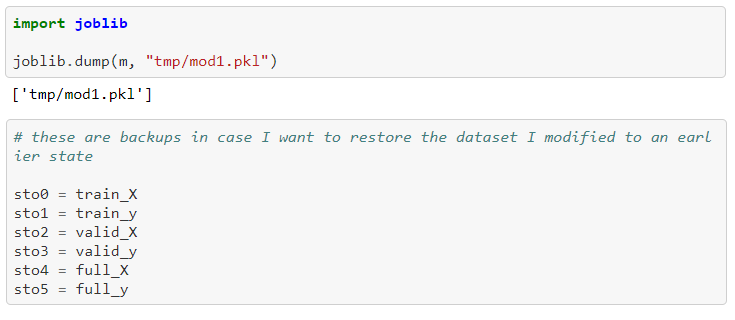 import joblib
joblib.dump(m, "tmp/mod1.pkl")
['tmp/mod1.pkl']
# these are backups in case I want to restore the dataset I modified to an earl
ier state
sto0 = train_X
sto1 = train_y
sto2 = valid_X
sto3 = valid_y
sto4 = full_X
sto5 = full_y